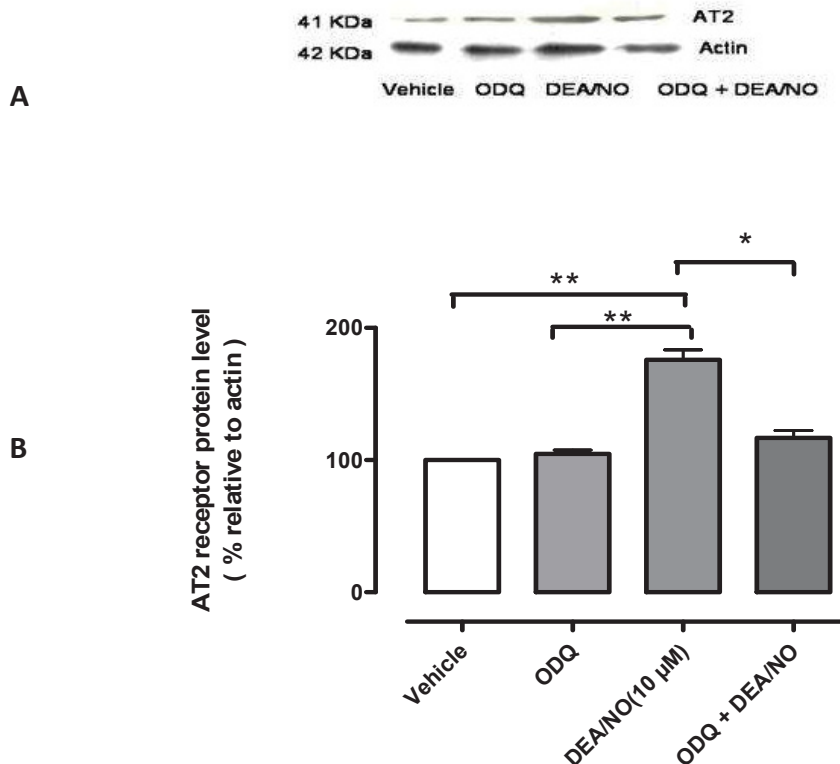 41 KDa AT2
42 KDa Actin
Vehicle ODQ DEA/NO ODQ + DEA/NO
A
*
**
**
AT2 receptor protein level
( % relative to actin )
200
100
0
B
Vehicle
ODQ
DEA/NO(10 µM)
ODQ + DEA/NO